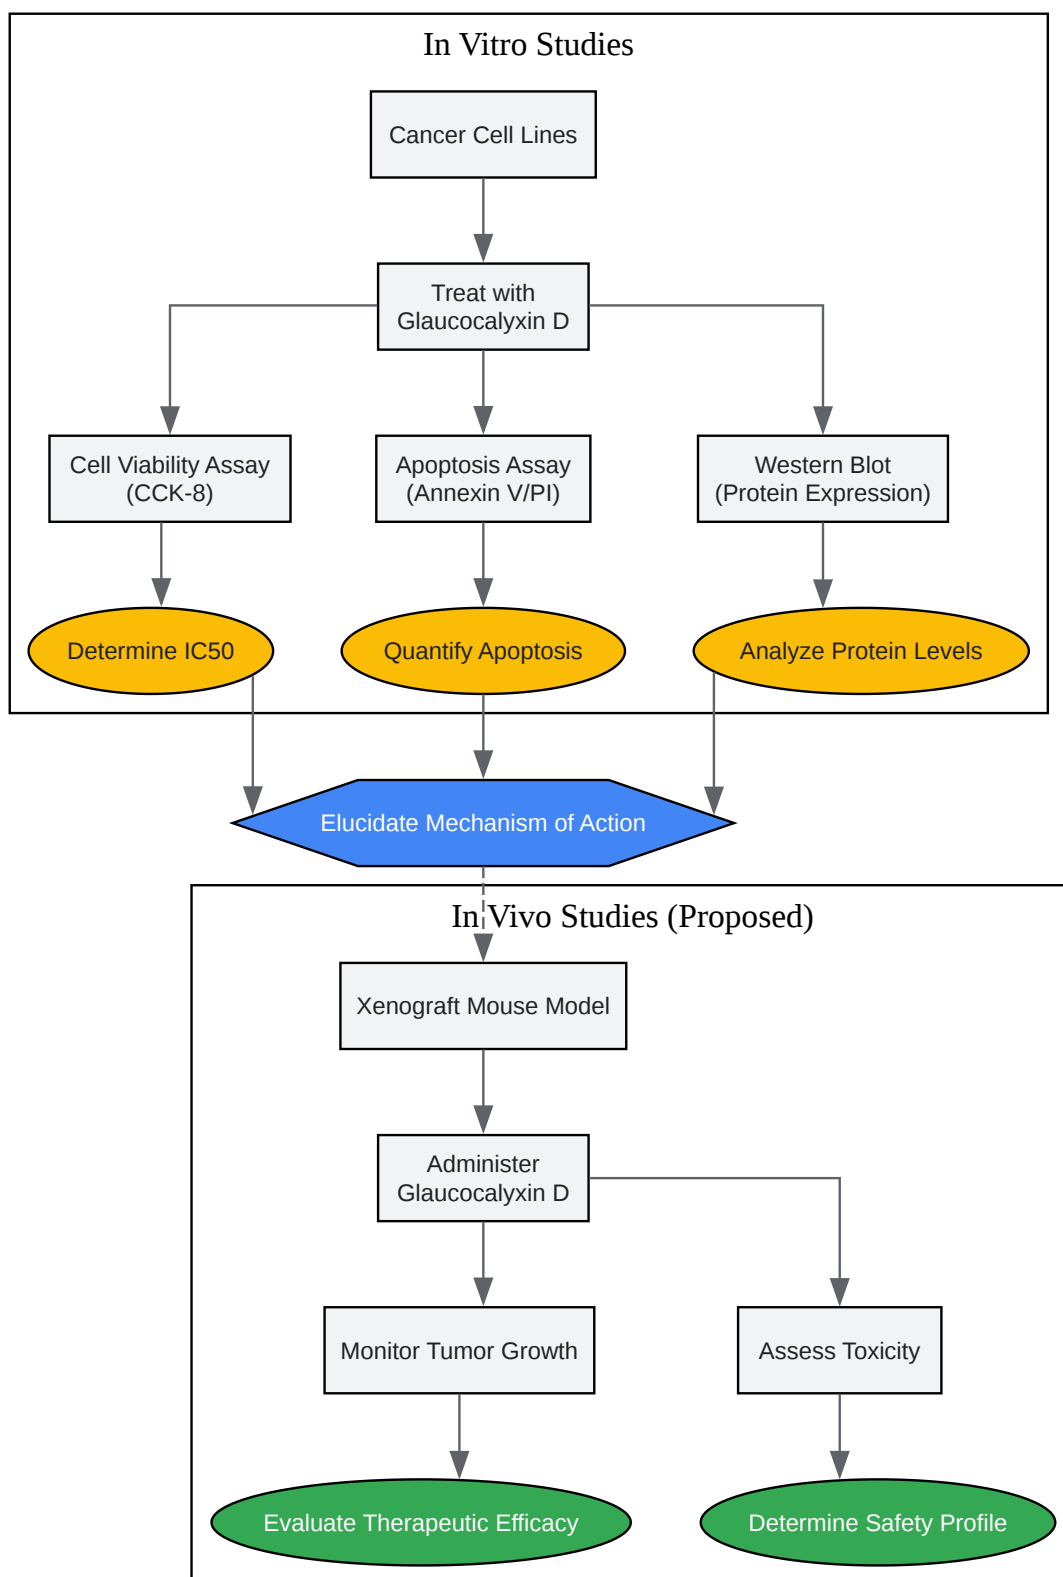 In Vitro Studies
Cancer Cell Lines
Treat with
Glaucocalyxin D
Cell Viability Assay
(CCK-8)
Apoptosis Assay
(Annexin V/PI)
Western Blot
(Protein Expression)
Determine IC50
Quantify Apoptosis
Analyze Protein Levels
Elucidate Mechanism of Action
In Vivo Studies (Proposed)
Xenograft Mouse Model
Administer
Glaucocalyxin D
Monitor Tumor Growth
Assess Toxicity
Evaluate Therapeutic Efficacy
Determine Safety Profile